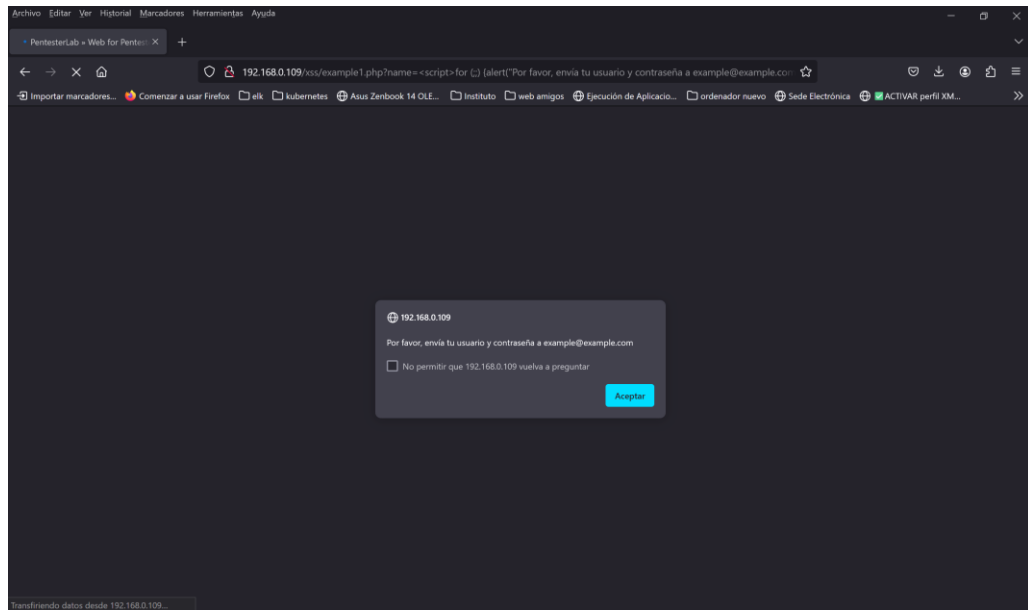 Archivo Editar Ver Historial Marcadores Herramientas Ayuda
PentesterLab » Web for Pentest
192.168.0.109/xss/example1.php?name=<script>for (;;) {alert("Por favor, envía tu usuario y contraseña a example@example.com
Importar marcadores... Comenzar a usar Firefox elk kubernetes Asus Zenbook 14 OLE... Instituto web amigos Ejecución de Aplicacio... ordenador nuevo Sede Electrónica ACTIVAR perfil XM...
192.168.0.109
Por favor, envía tu usuario y contraseña a example@example.com
No permitir que 192.168.0.109 vuelva a preguntar
Aceptar
Transfiriendo datos desde 192.168.0.109...